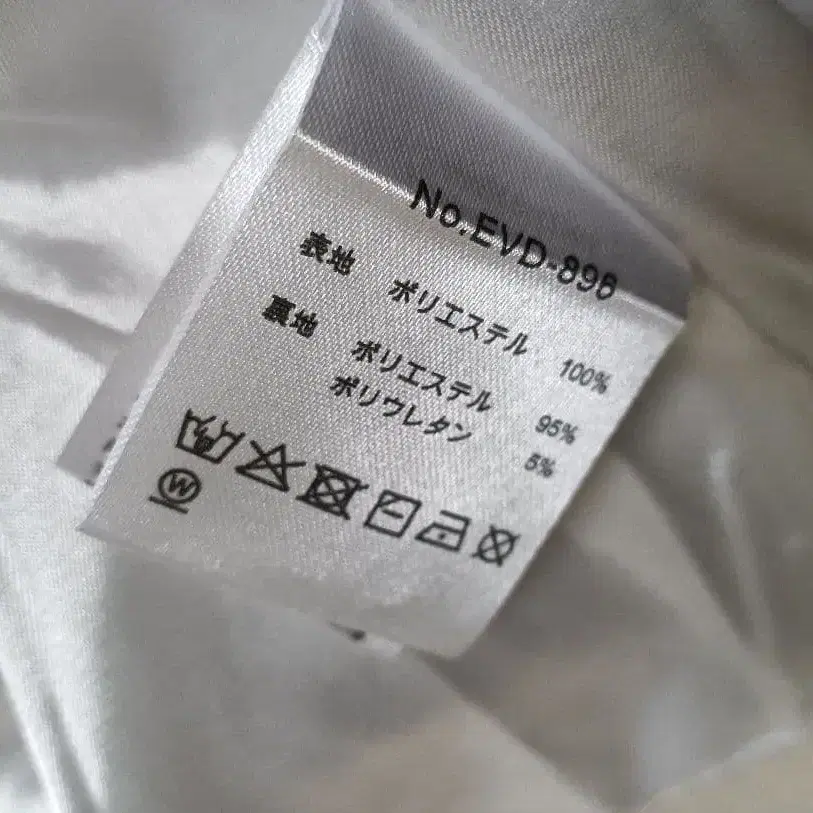 No.EVD-898
表地 ポリエステル 100%
裏地 ポリエステル 95%
ポリウレタン 5%
W